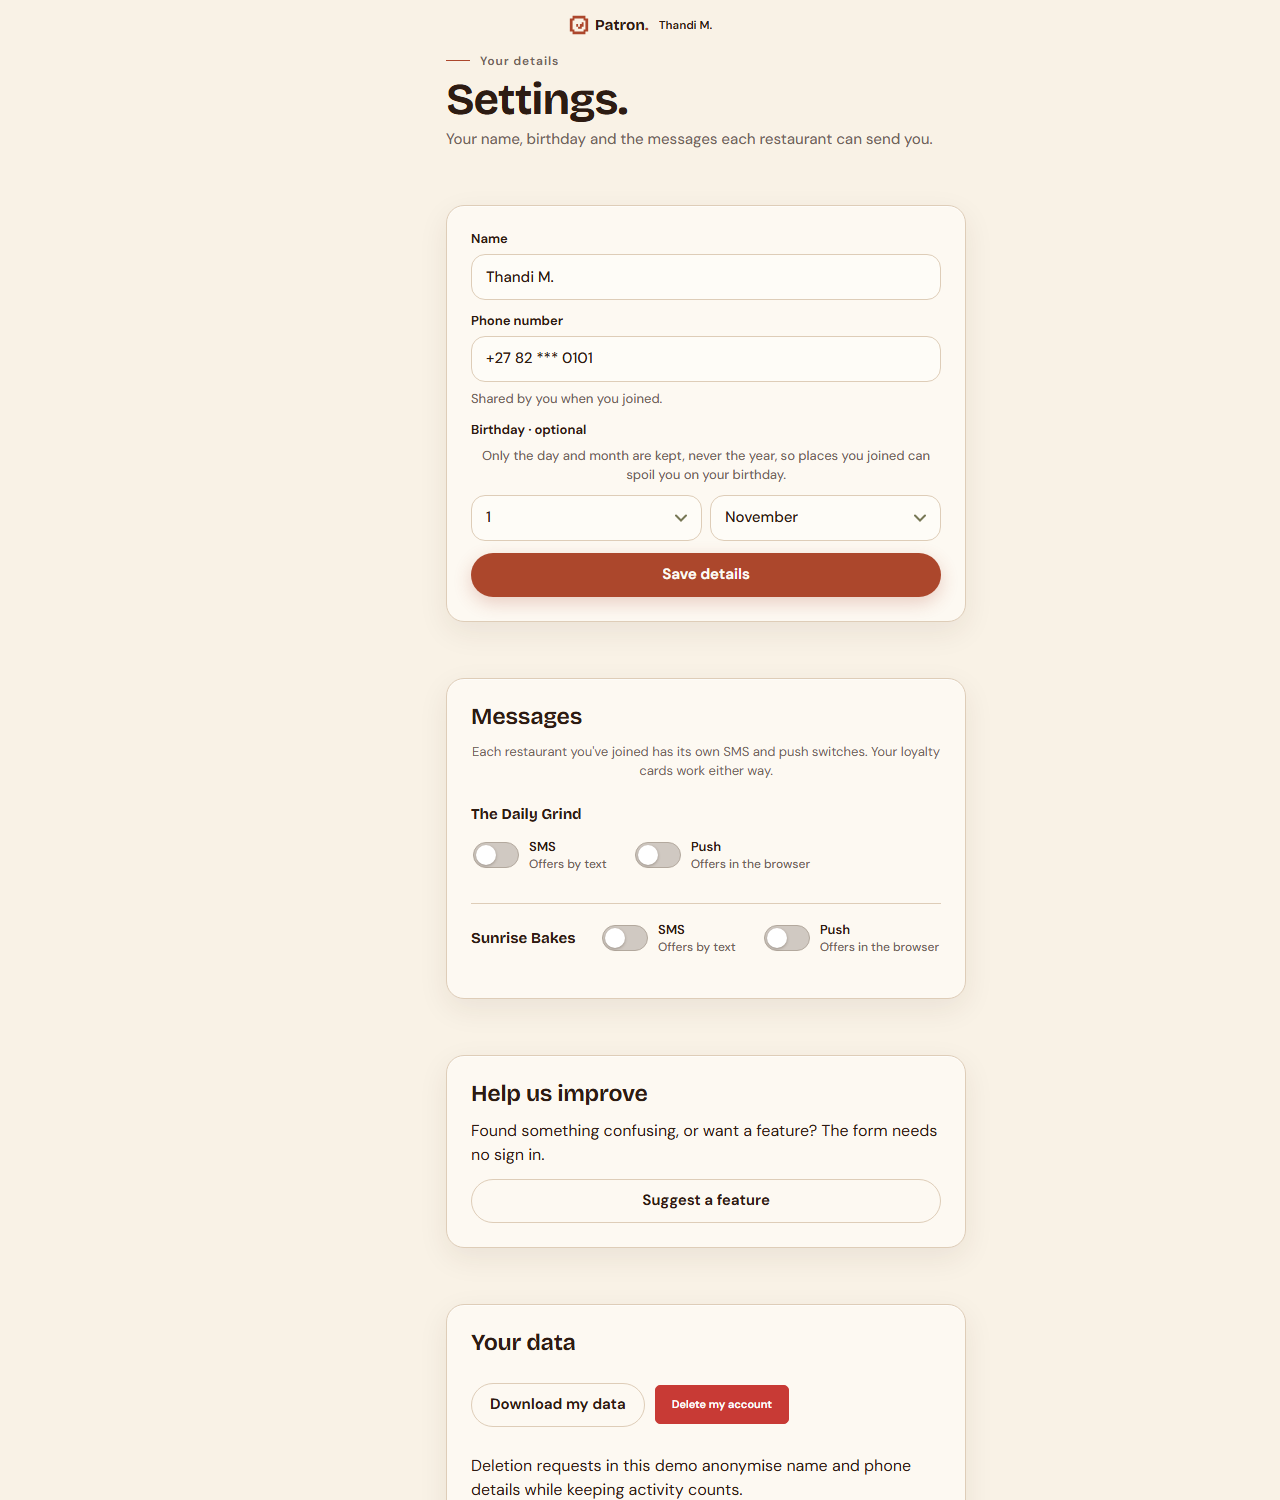 Patron. Thandi M.
Your details
Settings.
Your name, birthday and the messages each restaurant can send you.
Name
Thandi M.
Phone number
+27 82 *** 0101
Shared by you when you joined.
Birthday · optional
Only the day and month are kept, never the year, so places you joined can
spoil you on your birthday.
1 November
Save details
Messages
Each restaurant you've joined has its own SMS and push switches. Your loyalty
cards work either way.
The Daily Grind
SMS Push
Offers by text Offers in the browser
Sunrise Bakes SMS Push
Offers by text Offers in the browser
Help us improve
Found something confusing, or want a feature? The form needs
no sign in.
Suggest a feature
Your data
Download my data Delete my account
Deletion requests in this demo anonymise name and phone
details while keeping activity counts.